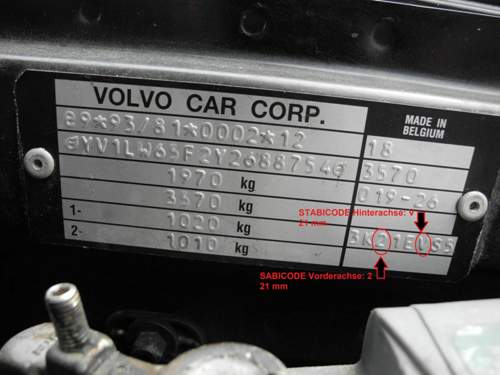 VOLVO CAR CORP.
MADE IN
BELGIUM
e9*93/81*0002*12 18
YV1LW65F2Y2688754 3570
1970 kg 019-26
3570 kg
STABICODE Hinterachse: V
21 mm
1- 1020 kg
2- 1010 kg 3K21EV55
SABICODE Vorderachse: 2
21 mm